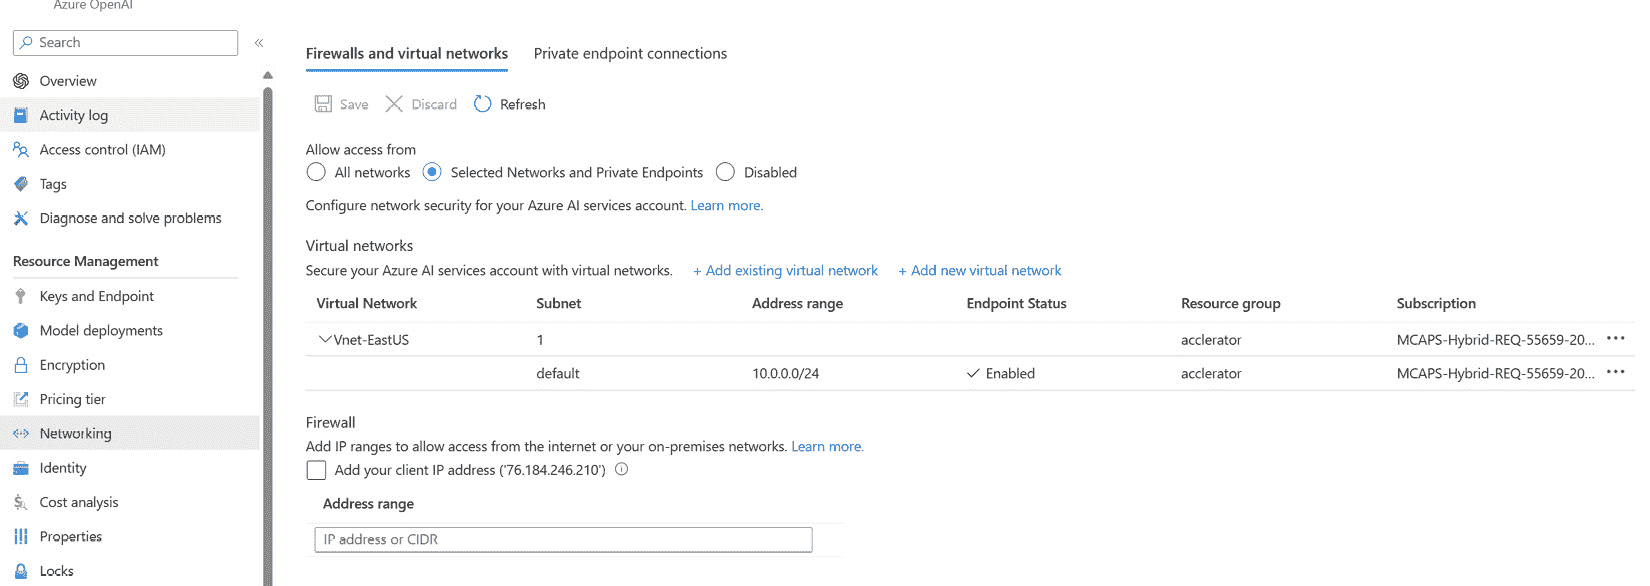 Azure OpenAI
Search
«
Overview
Activity log
Access control (IAM)
Tags
Diagnose and solve problems
Resource Management
Keys and Endpoint
Model deployments
Encryption
Pricing tier
Networking
Identity
Cost analysis
Properties
Locks
Firewalls and virtual networks Private endpoint connections
Save Discard Refresh
Allow access from
All networks Selected Networks and Private Endpoints Disabled
Configure network security for your Azure AI services account. Learn more.
Virtual networks
Secure your Azure AI services account with virtual networks. + Add existing virtual network + Add new virtual network
Virtual Network Subnet Address range Endpoint Status Resource group Subscription
Vnet-EastUS 1 acclerator MCAPS-Hybrid-REQ-55659-20... ...
default 10.0.0.0/24 Enabled acclerator MCAPS-Hybrid-REQ-55659-20... ...
Firewall
Add IP ranges to allow access from the internet or your on-premises networks. Learn more.
Add your client IP address ('76.184.246.210')
Address range
IP address or CIDR